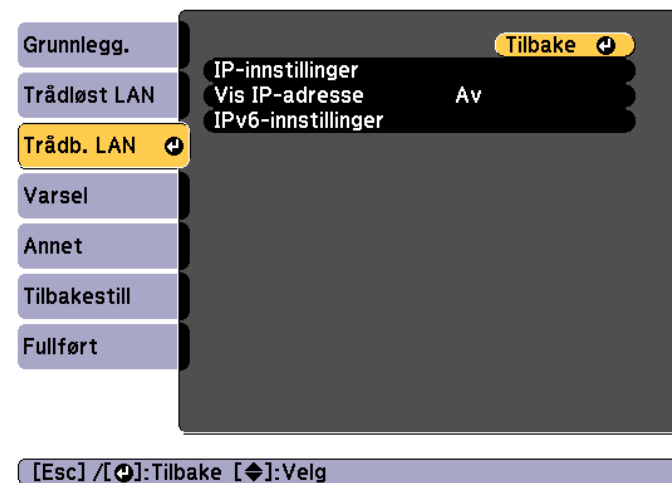 Grunnlegg.
Trådløst LAN
Trådb. LAN
Varsel
Annet
Tilbakestill
Fullført
Tilbake
IP-innstillinger
Vis IP-adresse Av
IPv6-innstillinger
[Esc] /[⏎]:Tilbake [◆]:Velg